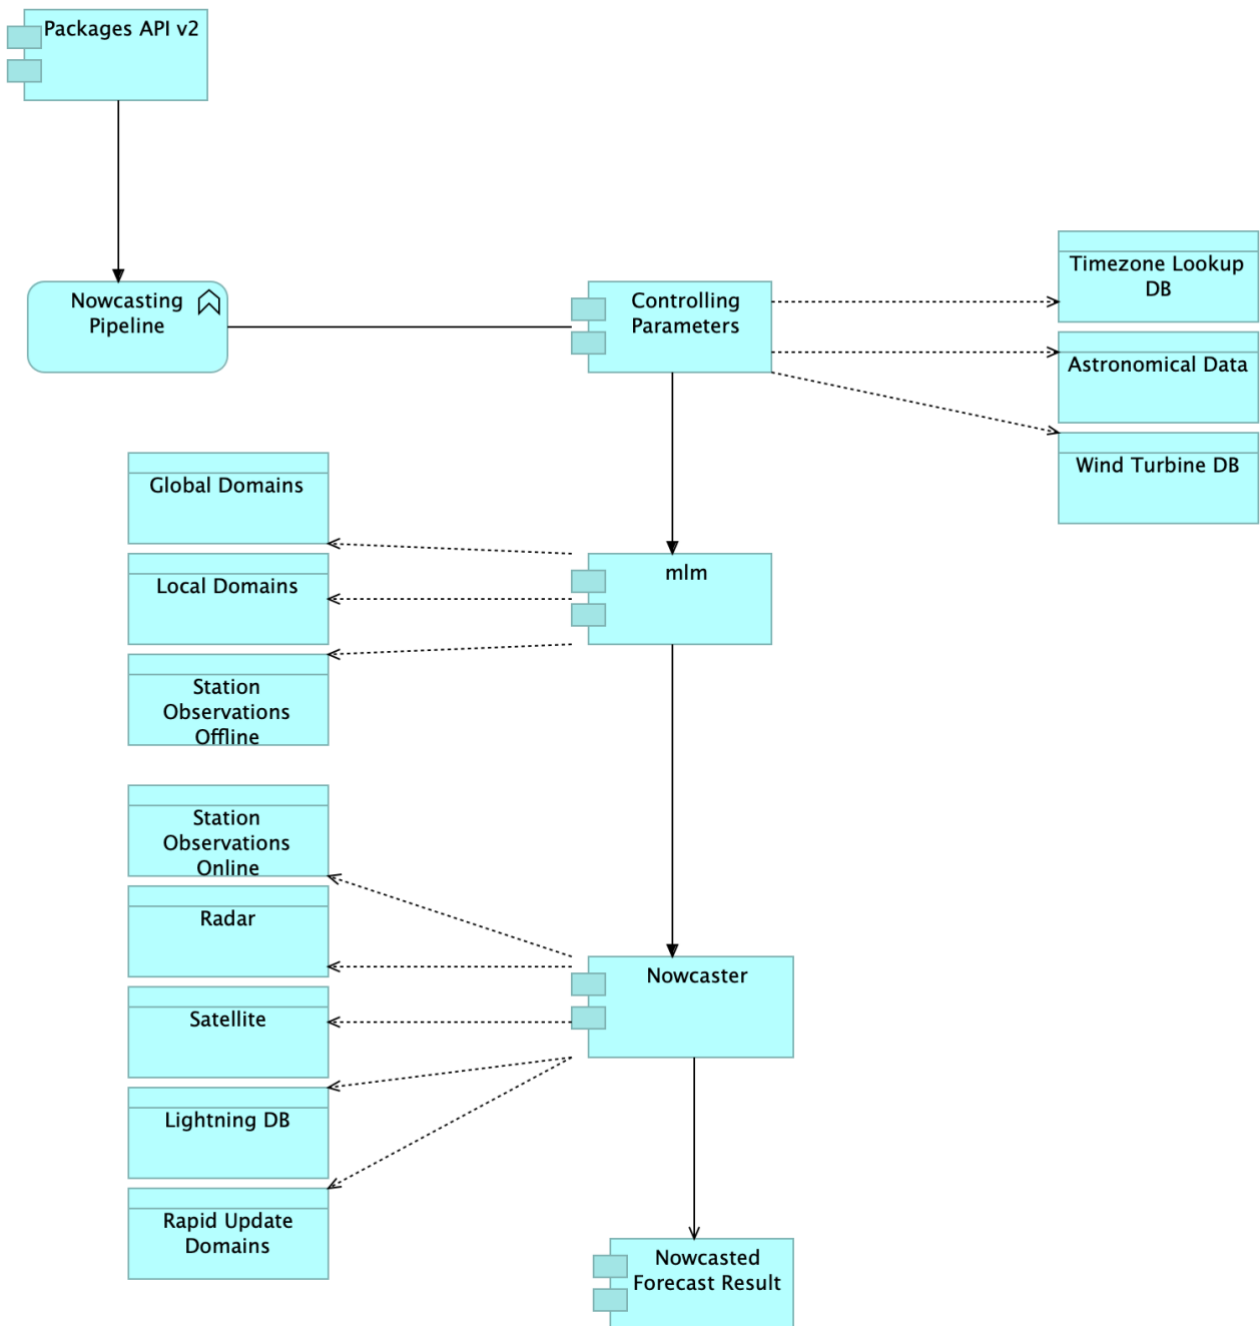 Packages API v2
Nowcasting
Pipeline
Controlling
Parameters
Timezone Lookup
DB
Astronomical Data
Wind Turbine DB
Global Domains
Local Domains
Station
Observations
Offline
mlm
Station
Observations
Online
Radar
Satellite
Lightning DB
Rapid Update
Domains
Nowcaster
Nowcasted
Forecast Result